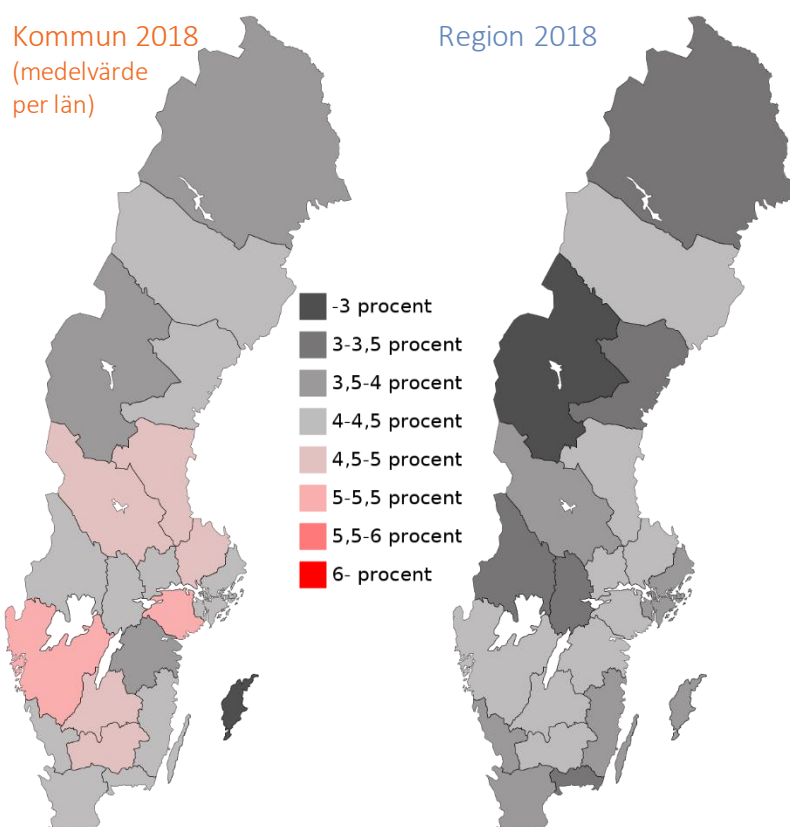 Kommun 2018
(medelvärde
per län)
Region 2018
-3 procent
3-3,5 procent
3,5-4 procent
4-4,5 procent
4,5-5 procent
5-5,5 procent
5,5-6 procent
6- procent